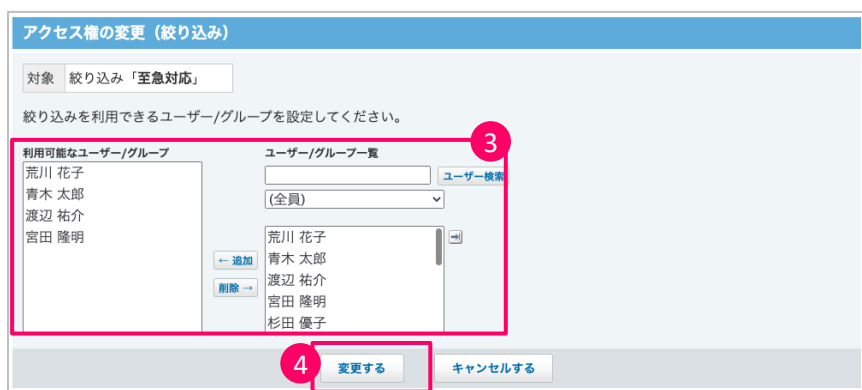 アクセス権の変更（絞り込み）
対象 絞り込み「至急対応」
絞り込みを利用できるユーザー/グループを設定してください。
3
利用可能なユーザー/グループ
荒川 花子
青木 太郎
渡辺 祐介
宮田 隆明
← 追加
削除 →
ユーザー/グループ一覧
ユーザー検索
(全員)
荒川 花子
青木 太郎
渡辺 祐介
宮田 隆明
杉田 優子
4
変更する
キャンセルする